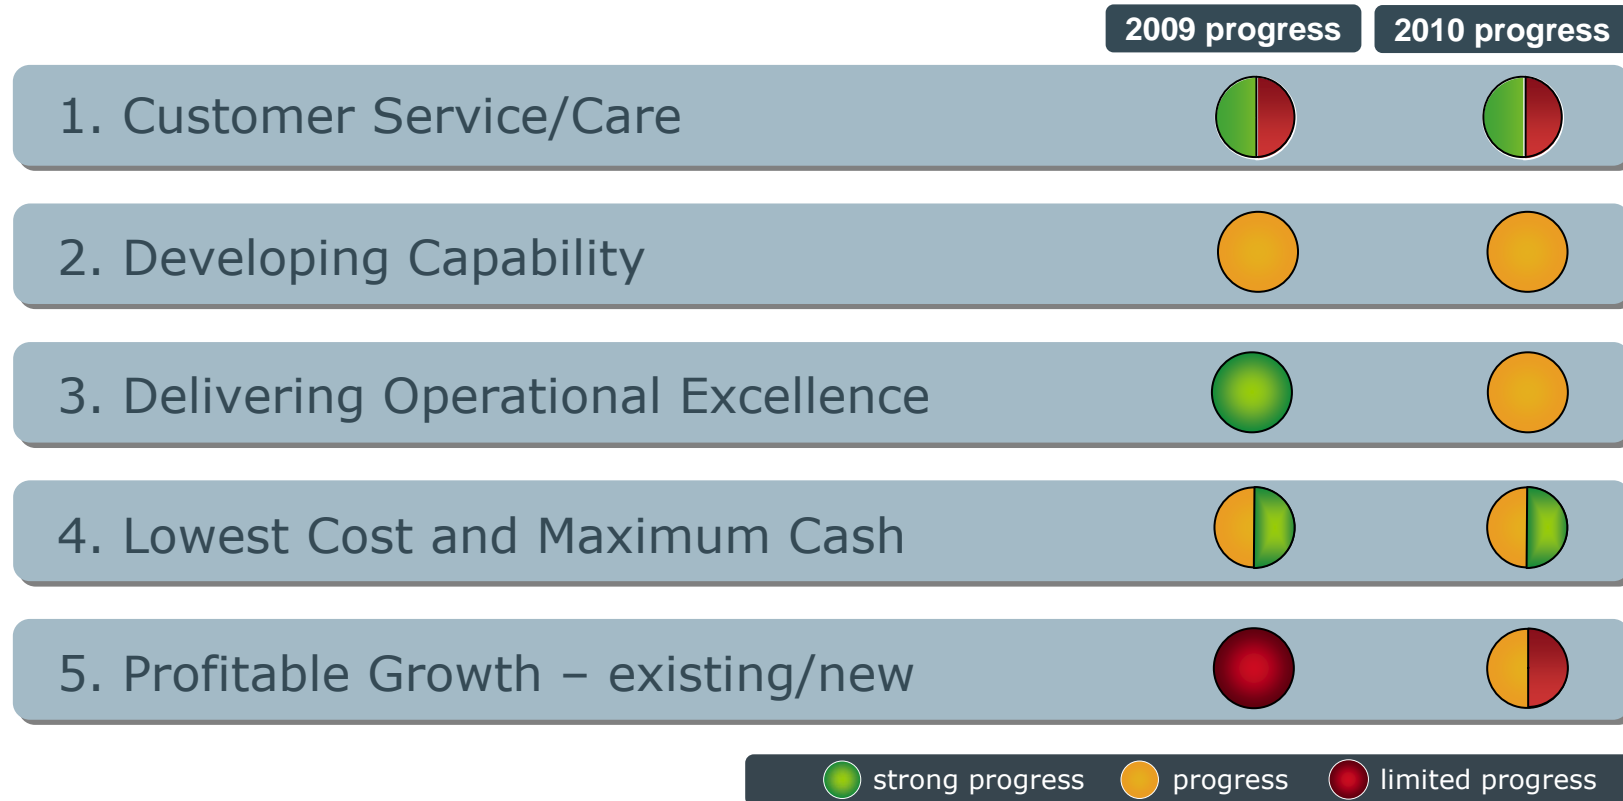 2009 progress 2010 progress
1. Customer Service/Care
2. Developing Capability
3. Delivering Operational Excellence
4. Lowest Cost and Maximum Cash
5. Profitable Growth – existing/new
strong progress progress limited progress